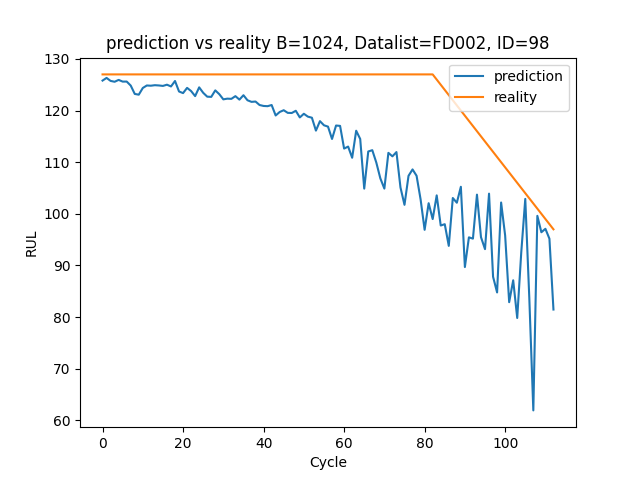 prediction vs reality B=1024, Datalist=FD002, ID=98
prediction
reality
130
120
110
100
90
80
70
60
RUL
0 20 40 60 80 100
Cycle